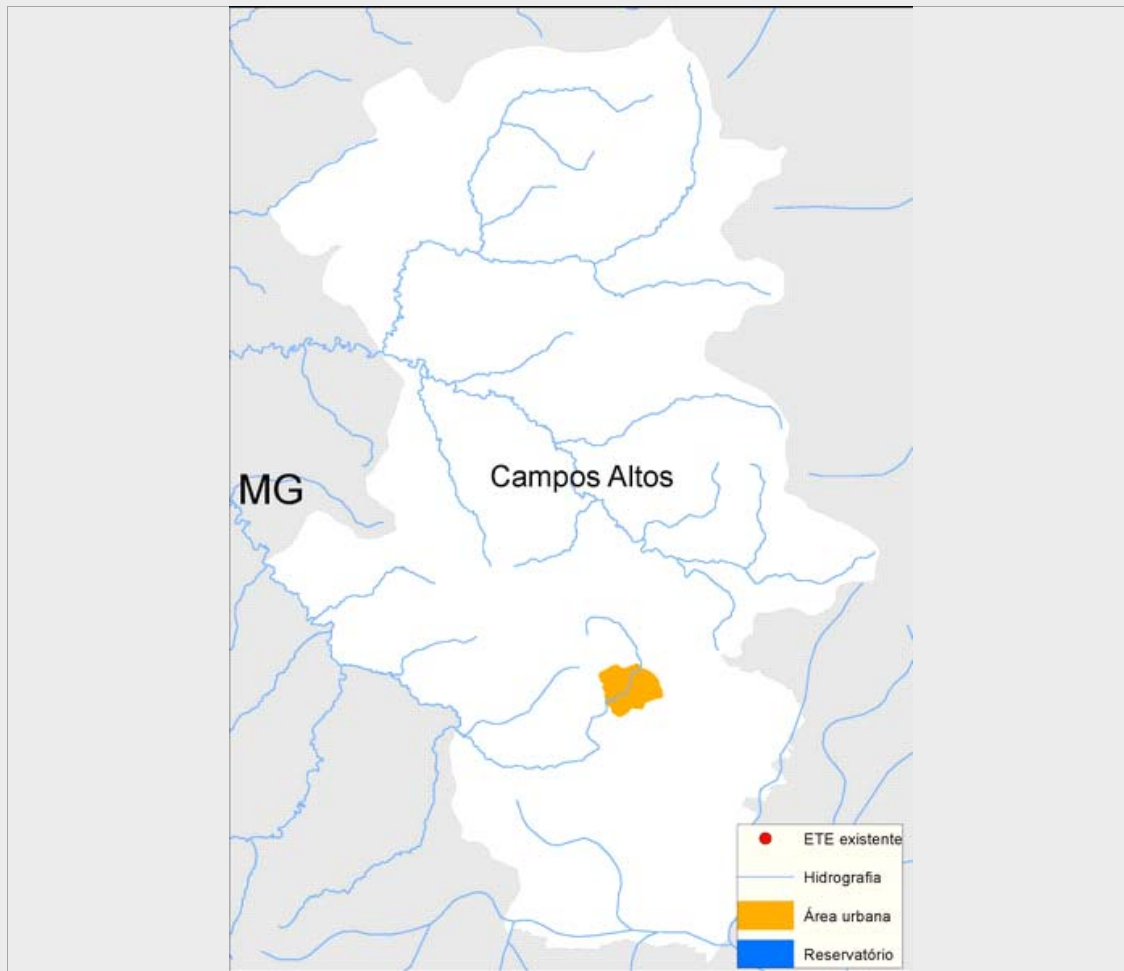 Campos Altos
MG
ETE existente
Hidrografia
Área urbana
Reservatório